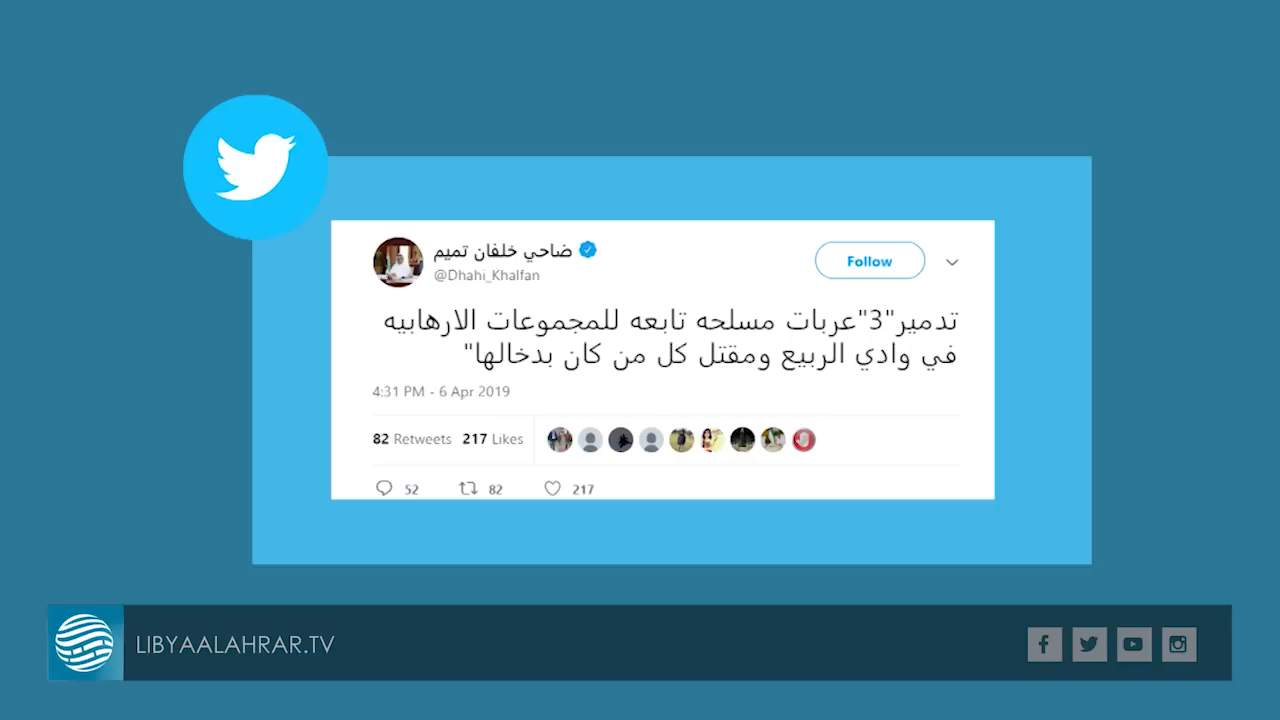 ضاحي خلفان تميم
@Dhahi_Khalfan
Follow
تدمير"3"عربات مسلحه تابعه للمجموعات الارهابيه
في وادي الربيع ومقتل كل من كان بدخالها"
4:31 PM - 6 Apr 2019
82 Retweets 217 Likes
52 82 217
LIBYAALAHRAR.TV